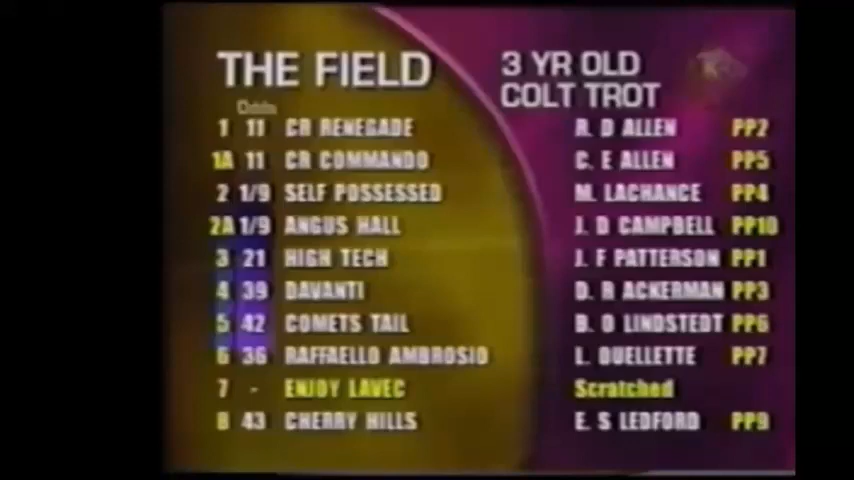 THE FIELD
3 YR OLD
COLT TROT
Odds
1 11 CR RENEGADE R. D ALLEN PP2
1A 11 CR COMMANDO C. E ALLEN PP5
2 1/9 SELF POSSESSED M. LACHANCE PP4
2A 1/9 ANGUS HALL J. D CAMPBELL PP10
3 21 HIGH TECH J. F PATTERSON PP1
4 39 DAVANTI D. R ACKERMAN PP3
5 42 COMETS TAIL B. O LINDSTEDT PP6
6 36 RAFFAELLO AMBROSIO L. OUELLETTE PP7
7 - ENJOY LAVEC Scratched
8 43 CHERRY HILLS E. S LEDFORD PP9